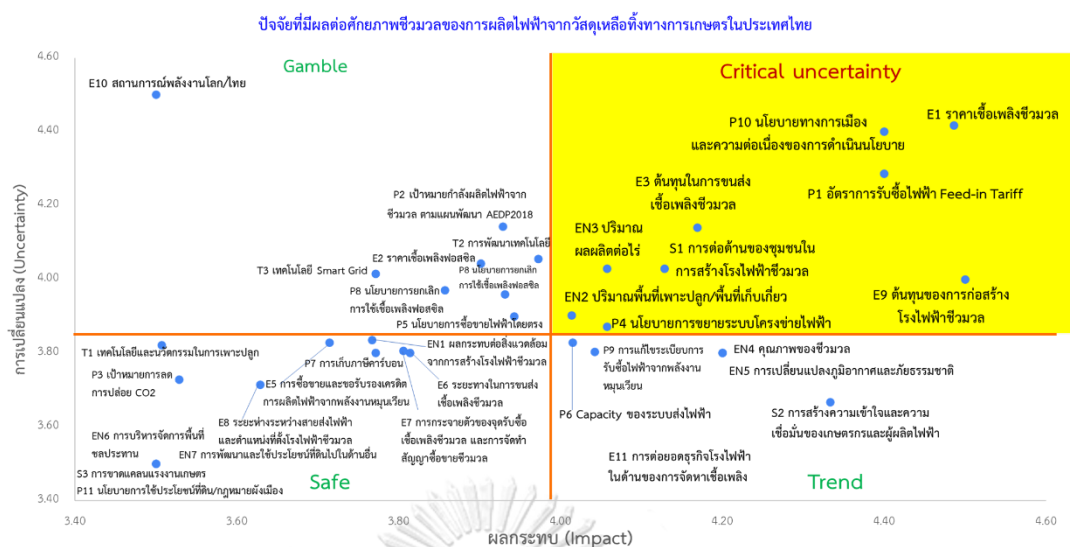 ปัจจัยที่มีผลต่อศักยภาพชีวมวลของการผลิตไฟฟ้าจากวัสดุเหลือทิ้งทางการเกษตรในประเทศไทย
การเปลี่ยนแปลง (Uncertainty)
4.60
4.40
4.20
4.00
3.80
3.60
3.40
Gamble
E10 สถานการณ์พลังงานโลก/ไทย
P2 เป้าหมายกำลังผลิตไฟฟ้าจาก
ชีวมวล ตามแผนพัฒนา AEDP2018
T2 การพัฒนาเทคโนโลยี
E2 ราคาเชื้อเพลิงฟอสซิล
T3 เทคโนโลยี Smart Grid
P8 นโยบายการยกเลิก
การใช้เชื้อเพลิงฟอสซิล
P8 นโยบายการยกเลิก
การใช้เชื้อเพลิงฟอสซิล
P5 นโยบายการซื้อขายไฟฟ้าโดยตรง
Critical uncertainty
E1 ราคาเชื้อเพลิงชีวมวล
P10 นโยบายทางการเมือง
และความต่อเนื่องของการดำเนินนโยบาย
P1 อัตราการรับซื้อไฟฟ้า Feed-in Tariff
E3 ต้นทุนในการขนส่ง
เชื้อเพลิงชีวมวล
EN3 ปริมาณ
ผลผลิตต่อไร่
S1 การต่อต้านของชุมชนใน
การสร้างโรงไฟฟ้าชีวมวล
EN2 ปริมาณพื้นที่เพาะปลูก/พื้นที่เก็บเกี่ยว
E9 ต้นทุนของการก่อสร้าง
โรงไฟฟ้าชีวมวล
P4 นโยบายการขยายระบบโครงข่ายไฟฟ้า
T1 เทคโนโลยีและนวัตกรรมในการเพาะปลูก
P3 เป้าหมายการลด
การปล่อย CO2
EN1 ผลกระทบต่อสิ่งแวดล้อม
จากการสร้างโรงไฟฟ้าชีวมวล
P7 การเก็บภาษีคาร์บอน
E5 การซื้อขายและขอรับรองเครดิต
การผลิตไฟฟ้าจากพลังงานหมุนเวียน
E6 ระยะทางในการขนส่ง
เชื้อเพลิงชีวมวล
E8 ระยะห่างระหว่างสายส่งไฟฟ้า
และตำแหน่งที่ตั้งโรงไฟฟ้าชีวมวล
E7 การกระจายตัวของจุดรับซื้อ
เชื้อเพลิงชีวมวล และการจัดทำ
สัญญาซื้อขายชีวมวล
EN6 การบริหารจัดการพื้นที่
ชลประทาน
EN7 การพัฒนาและใช้ประโยชน์ที่ดินไปในด้านอื่น
S3 การขาดแคลนแรงงานเกษตร
P11 นโยบายการใช้ประโยชน์ที่ดิน/กฎหมายผังเมือง
Safe
P9 การแก้ไขระเบียบการ
รับซื้อไฟฟ้าจากพลังงาน
หมุนเวียน
EN4 คุณภาพของชีวมวล
EN5 การเปลี่ยนแปลงภูมิอากาศและภัยธรรมชาติ
P6 Capacity ของระบบส่งไฟฟ้า
S2 การสร้างความเข้าใจและความ
เชื่อมั่นของเกษตรกรและผู้ผลิตไฟฟ้า
E11 การต่อยอดธุรกิจโรงไฟฟ้า
ในด้านของการจัดหาเชื้อเพลิง
Trend
3.40
3.60
3.80
4.00
4.20
4.40
4.60
ผลกระทบ (Impact)